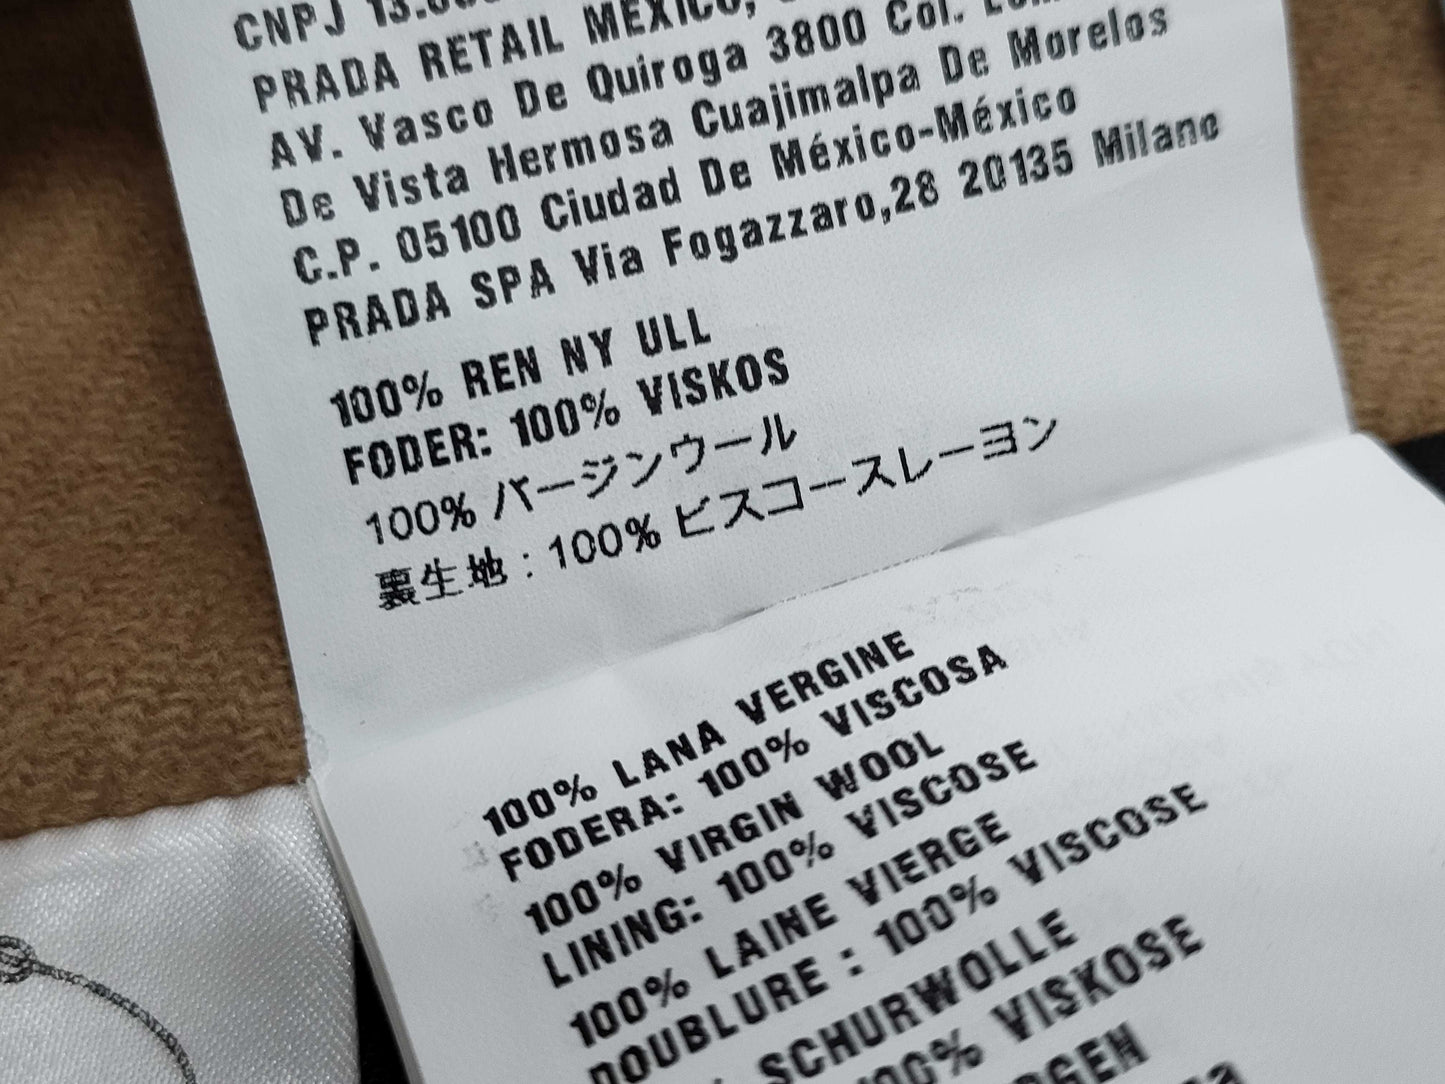 CNPJ
PRADA RETAIL MEXICO,
AV. Vasco De Quiroga 3800 Col.
De Vista Hermosa Cuajimalpa De Morelos
C.P. 05100 Ciudad De México-México
PRADA SPA Via Fogazzaro,28 20135 Milano
100% REN NY ULL
FODER: 100% VISKOS
100% バージンウール
裏生地 : 100% ビスコースレーヨン
100% LANA VERGINE
FODERA: 100% VISCOSA
100% VIRGIN WOOL
LINING: 100% VISCOSE
100% LAINE VIERGE
DOUBLURE : 100% VISCOSE
SCHURWOLLE
100% VISKOSE